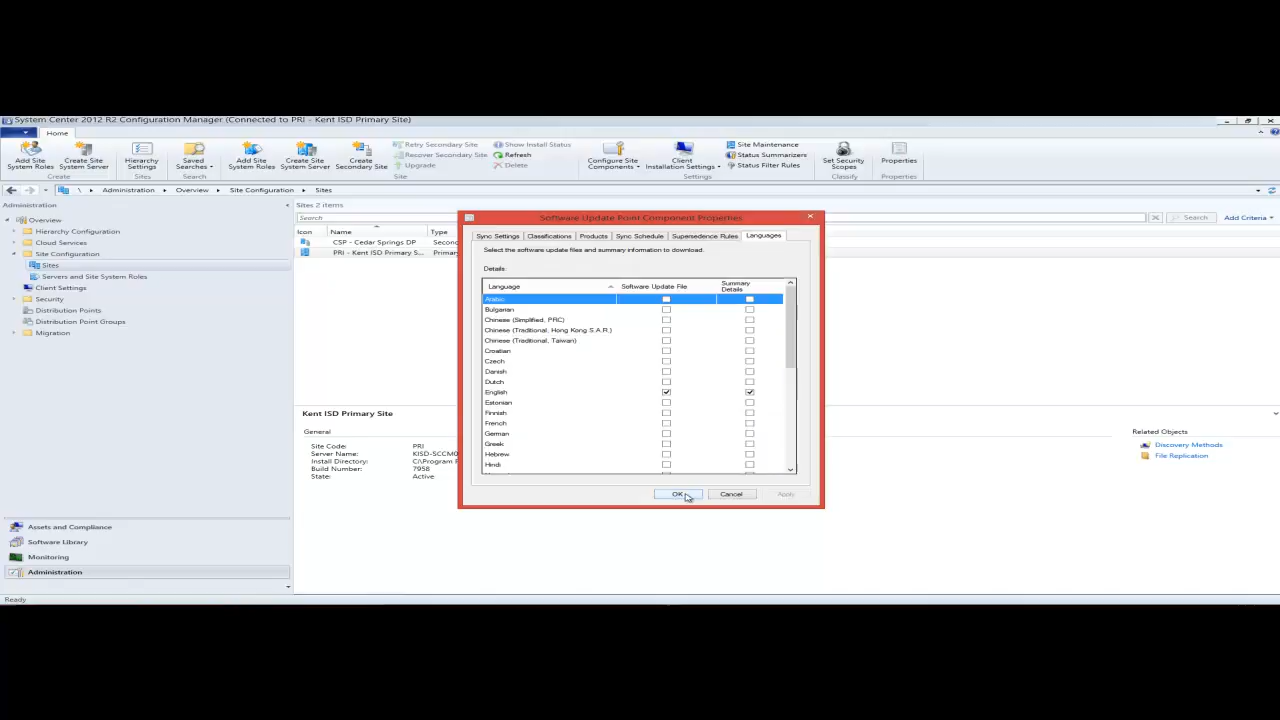 System Center 2012 R2 Configuration Manager (Connected to PRI - Kent ISD Primary Site)
Home
Add Site System Roles
Create Site System Server
Create
Hierarchy Settings
Sites
Saved Searches
Search
Add Site System Roles
Create Site System Server
Create Secondary Site
Retry Secondary Site
Recover Secondary Site
Upgrade
Show Install Status
Refresh
Delete
Site
Configure Site Components
Client Installation Settings
Site Maintenance
Status Summarizers
Status Filter Rules
Settings
Set Security Scopes
Classify
Properties
Properties
\ Administration Overview Site Configuration Sites
Administration
Overview
Hierarchy Configuration
Cloud Services
Site Configuration
Sites
Servers and Site System Roles
Client Settings
Security
Distribution Points
Distribution Point Groups
Migration
Assets and Compliance
Software Library
Monitoring
Administration
Ready
Sites 2 items
Search
Search
Add Criteria
Icon Name Type
CSP - Cedar Springs DP Second
PRI - Kent ISD Primary S... Primary
Software Update Point Component Properties
Sync Settings Classifications Products Sync Schedule Supersedence Rules Languages
Select the software update files and summary information to download.
Details:
Language Software Update File Summary Details
Arabic
Bulgarian
Chinese (Simplified, PRC)
Chinese (Traditional, Hong Kong S.A.R.)
Chinese (Traditional, Taiwan)
Croatian
Czech
Danish
Dutch
English
Estonian
Finnish
French
German
Greek
Hebrew
Hindi
OK Cancel Apply
Kent ISD Primary Site
General
Site Code: PRI
Server Name: KISD-SCCM0
Install Directory: C:\Program F
Build Number: 7958
State: Active
Related Objects
Discovery Methods
File Replication